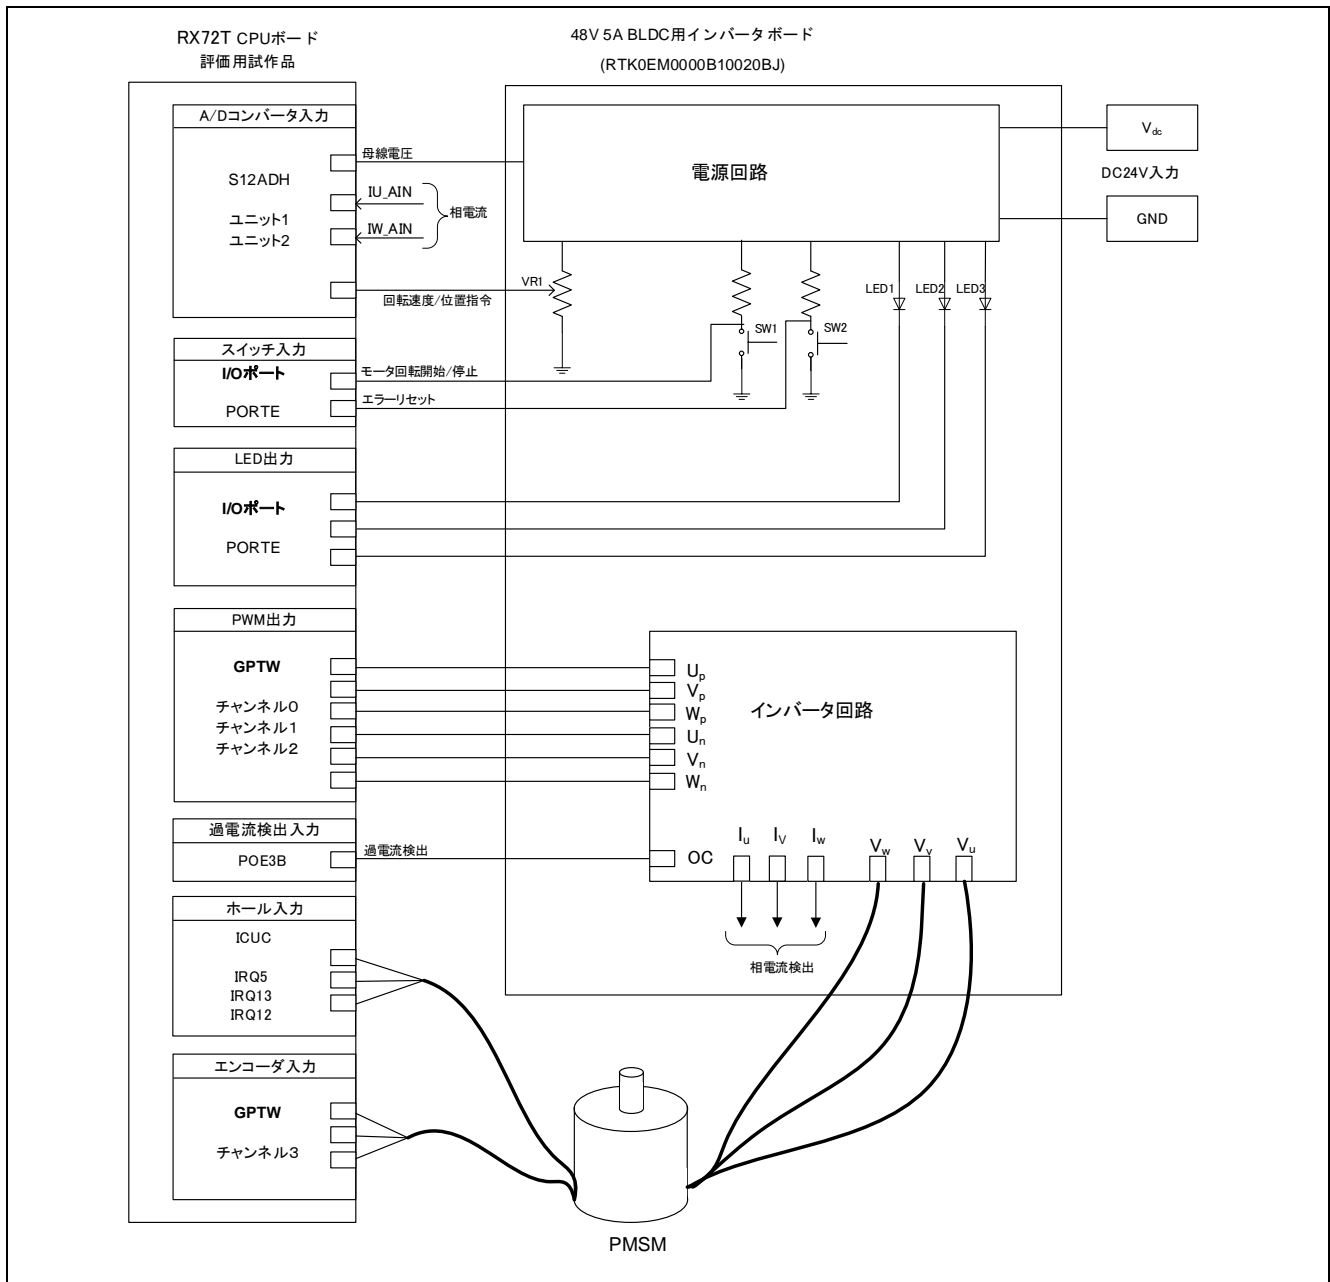 RX72T CPUボード
評価用試作品
48V 5A BLDC用インバータボード
(RTK0EM0000B10020BJ)
A/Dコンバータ入力
S12ADH
ユニット1
ユニット2
母線電圧
IU_AIN
IW_AIN
相電流
VR1
回転速度/位置指令
電源回路
Vdc
DC24V入力
GND
LED1
LED2
LED3
SW1
SW2
スイッチ入力
I/Oポート
PORTE
モータ回転開始/停止
エラーリセット
LED出力
I/Oポート
PORTE
PWM出力
GPTW
チャンネル0
チャンネル1
チャンネル2
Up
Vp
Wp
Un
Vn
Wn
インバータ回路
過電流検出入力
POE3B
過電流検出
OC
Iu
IV
Iw
Vw
Vv
Vu
相電流検出
ホール入力
ICUC
IRQ5
IRQ13
IRQ12
エンコーダ入力
GPTW
チャンネル3
PMSM